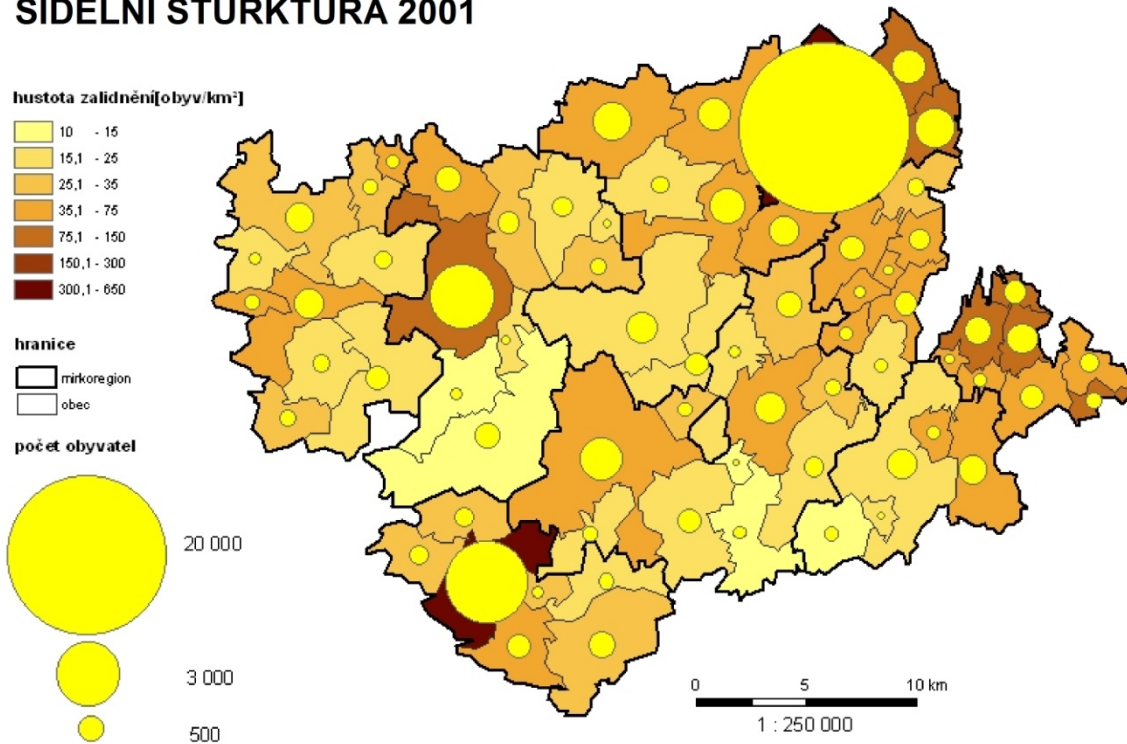 SÍDELNÍ STURKTURA 2001
hustota zalidnění[obyv/km²]
10 - 15
15,1 - 25
25,1 - 35
35,1 - 75
75,1 - 150
150,1 - 300
300,1 - 650
hranice
mirkoregion
obec
počet obyvatel
20 000
3 000
500
0 5 10 km
1 : 250 000